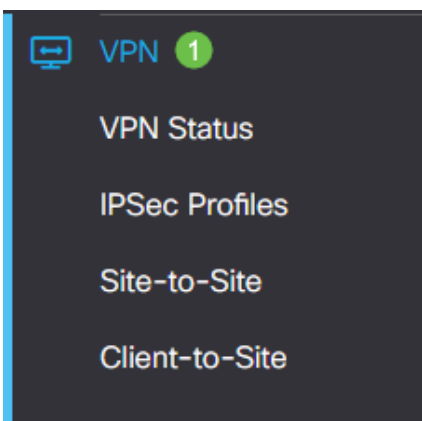 VPN 1
VPN Status
IPSec Profiles
Site-to-Site
Client-to-Site